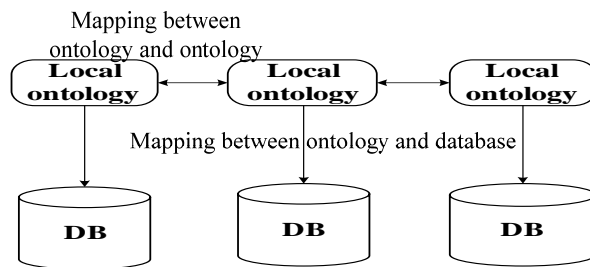 Mapping between
ontology and ontology
Local
ontology
Local
ontology
Local
ontology
Mapping between ontology and database
DB
DB
DB